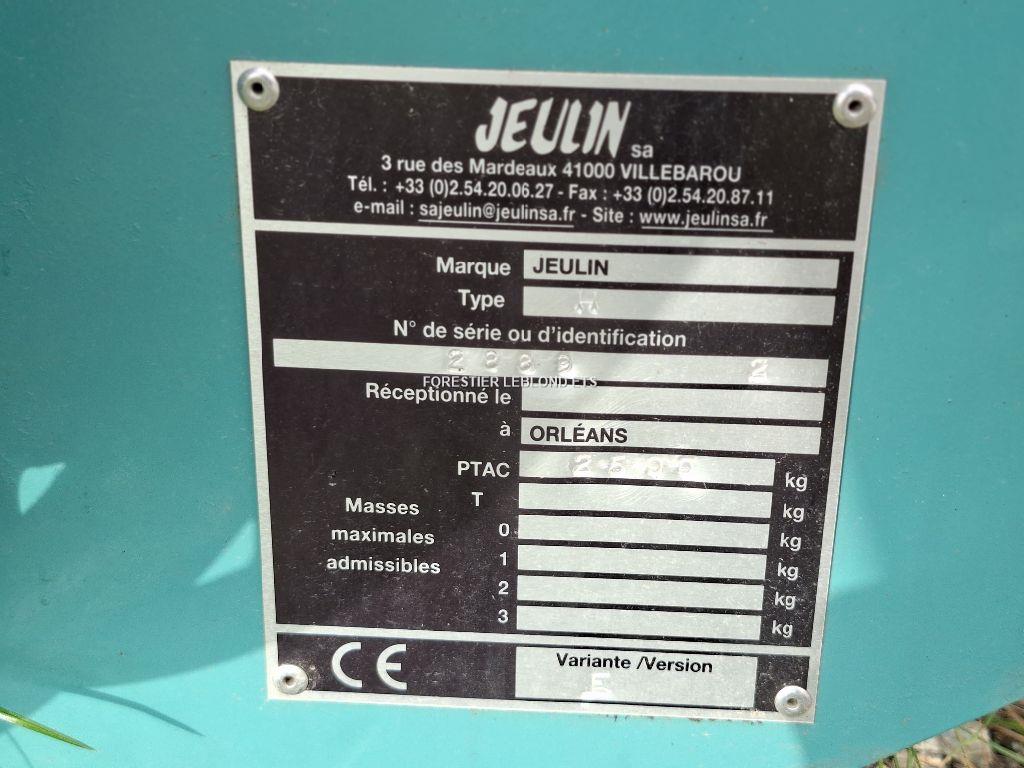 JEULIN sa
3 rue des Mardeaux 41000 VILLEBAROU
Tél. : +33 (0)2.54.20.06.27 - Fax : +33 (0)2.54.20.87.11
e-mail : sajeulin@jeulinsa.fr - Site : www.jeulinsa.fr
Marque JEULIN
Type
N° de série ou d'identification
2
FORESTIER LEBLOND ETS
Réceptionné le
à ORLÉANS
PTAC 2500 kg
T kg
Masses maximales admissibles
0 kg
1 kg
2 kg
3 kg
CE
Variante /Version
5